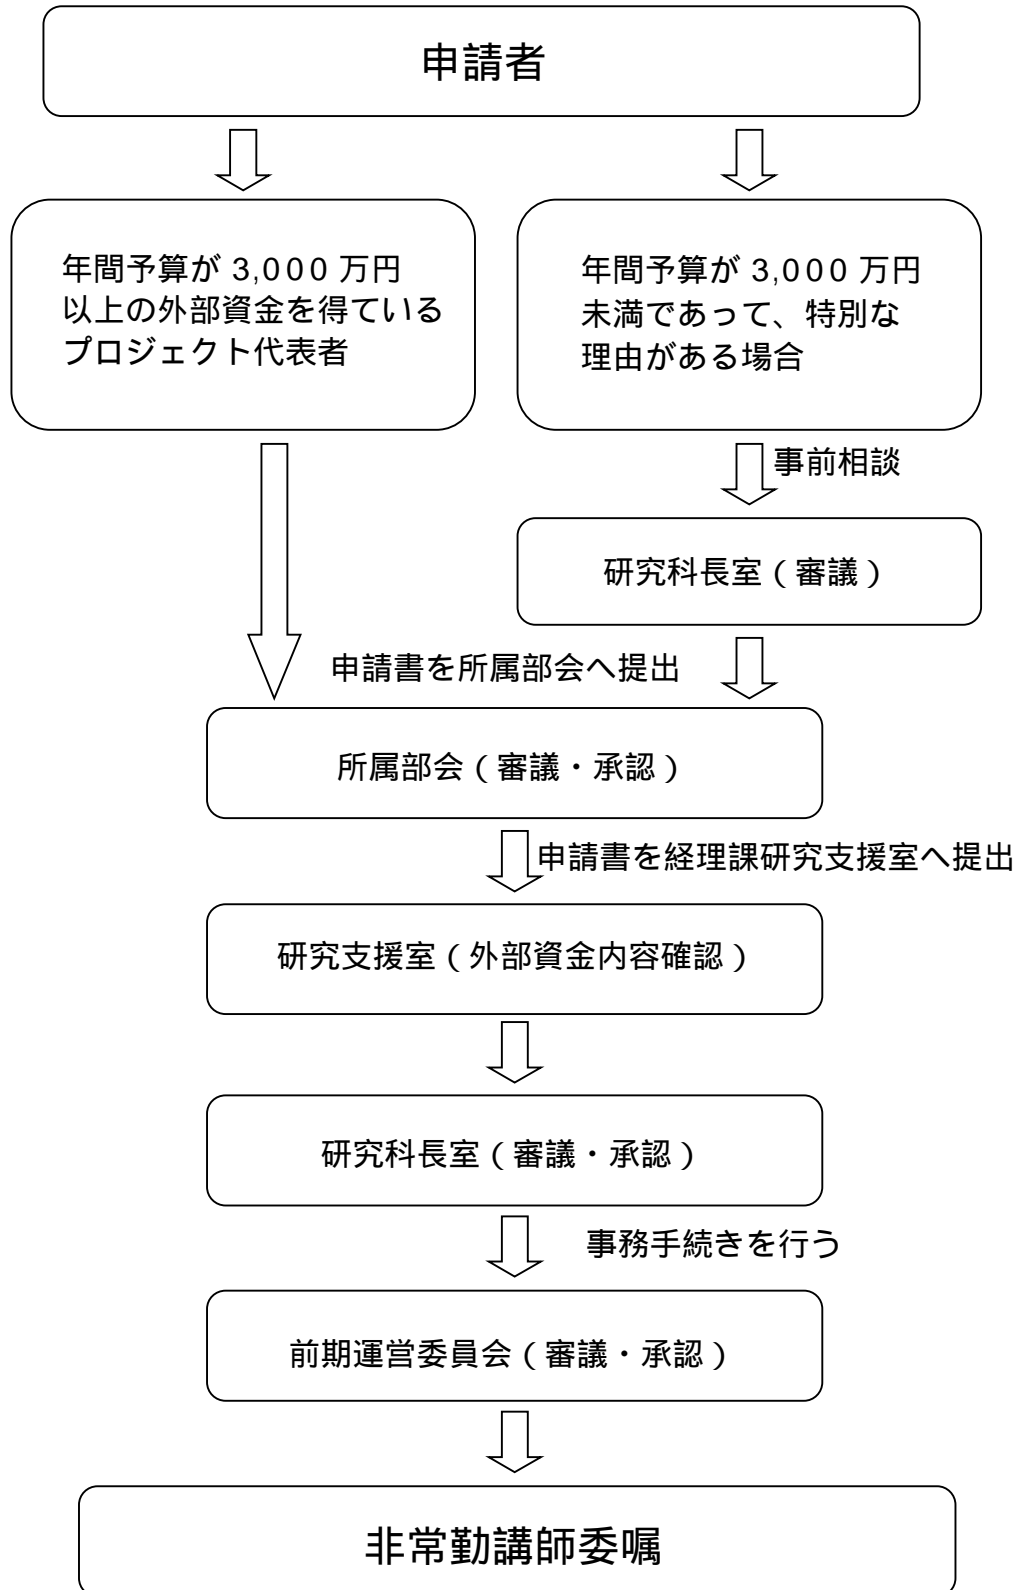 申請者
年間予算が 3,000 万円
以上の外部資金を得ている
プロジェクト代表者
年間予算が 3,000 万円
未満であって、特別な
理由がある場合
事前相談
研究科長室（審議）
申請書を所属部会へ提出
所属部会（審議・承認）
申請書を経理課研究支援室へ提出
研究支援室（外部資金内容確認）
研究科長室（審議・承認）
事務手続きを行う
前期運営委員会（審議・承認）
非常勤講師委嘱